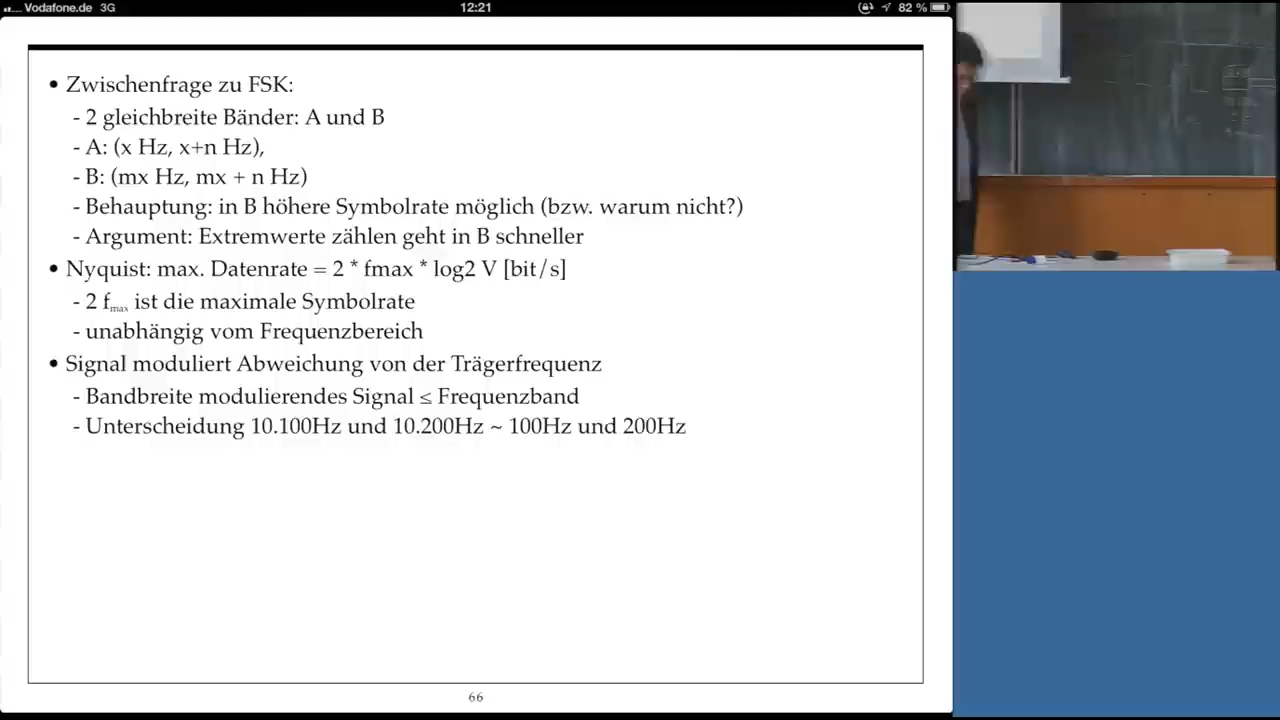 Vodafone.de 3G 12:21 82 %
• Zwischenfrage zu FSK:
- 2 gleichbreite Bänder: A und B
- A: (x Hz, x+n Hz),
- B: (mx Hz, mx + n Hz)
- Behauptung: in B höhere Symbolrate möglich (bzw. warum nicht?)
- Argument: Extremwerte zählen geht in B schneller
• Nyquist: max. Datenrate = 2 * fmax * log2 V [bit/s]
- 2 fmax ist die maximale Symbolrate
- unabhängig vom Frequenzbereich
• Signal moduliert Abweichung von der Trägerfrequenz
- Bandbreite modulierendes Signal ≤ Frequenzband
- Unterscheidung 10.100Hz und 10.200Hz ~ 100Hz und 200Hz
66